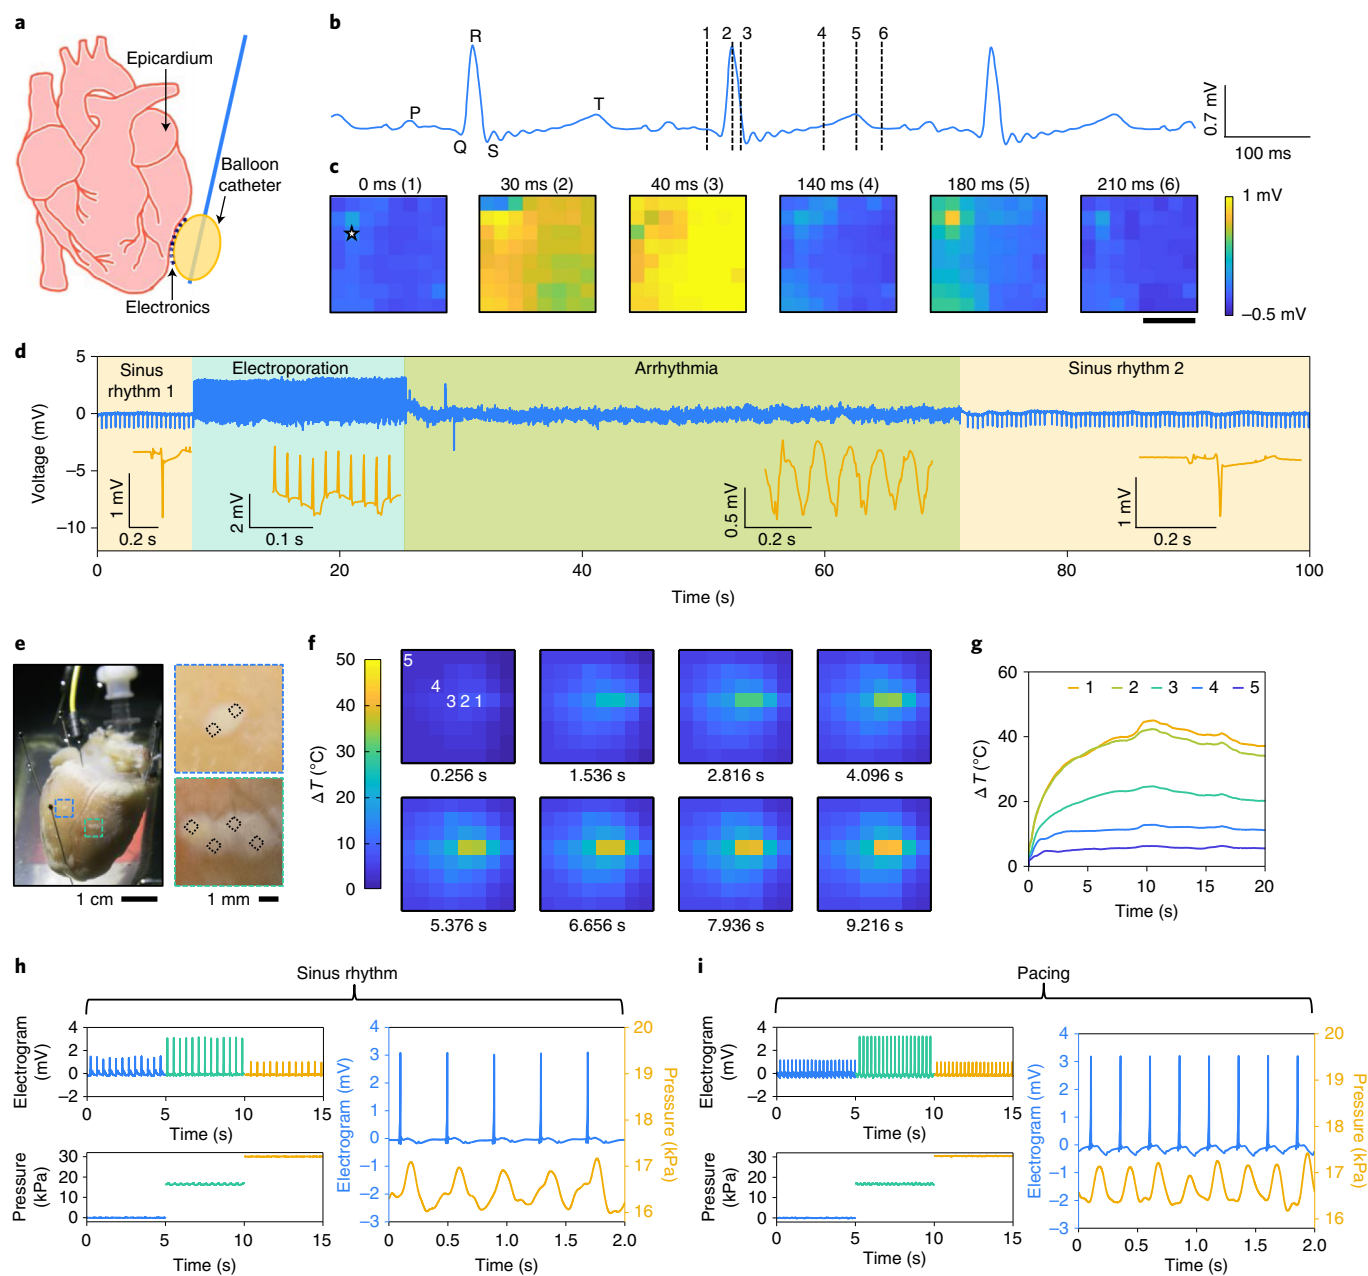 a
Epicardium
Balloon
catheter
Electronics
b
R
P
Q
S
T
1 2 3 4 5 6
0.7 mV
100 ms
c
0 ms (1) 30 ms (2) 40 ms (3) 140 ms (4) 180 ms (5) 210 ms (6)
1 mV
–0.5 mV
d
Sinus
rhythm 1
Electroporation
Arrhythmia
Sinus rhythm 2
Voltage (mV)
5
0
−5
−10
1 mV
0.2 s
2 mV
0.1 s
0.5 mV
0.2 s
1 mV
0.2 s
0 20 40 60 80 100
Time (s)
e
1 cm
1 mm
f
ΔT (°C)
50
40
30
20
10
0
5
4
3 2 1
0.256 s 1.536 s 2.816 s 4.096 s
5.376 s 6.656 s 7.936 s 9.216 s
g
1 2 3 4 5
ΔT (°C)
60
40
20
0
0 5 10 15 20
Time (s)
h
Sinus rhythm
Electrogram
(mV)
4
2
0
−2
0 5 10 15
Time (s)
Pressure
(kPa)
30
20
10
0
0 5 10 15
Time (s)
Electrogram (mV)
4
3
2
1
0
−1
−2
−3
Pressure (kPa)
20
19
18
17
16
0 0.5 1.0 1.5 2.0
Time (s)
i
Pacing
Electrogram
(mV)
4
2
0
−2
0 5 10 15
Time (s)
Pressure
(kPa)
30
20
10
0
0 5 10 15
Time (s)
Electrogram (mV)
4
3
2
1
0
−1
−2
−3
Pressure (kPa)
20
19
18
17
16
0 0.5 1.0 1.5 2.0
Time (s)